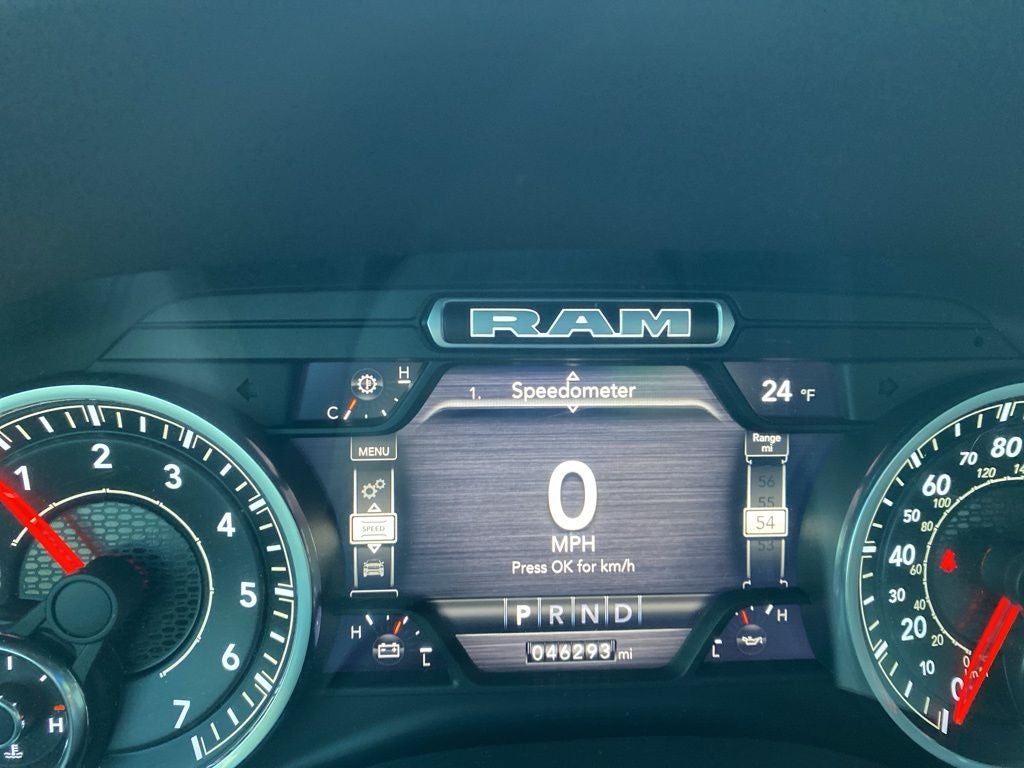 RAM
C H
1. Speedometer
24 °F
MENU
SPEED
0
MPH
Press OK for km/h
P R N D
046293 mi
Range
mi
56
55
54
53
H L
L H
1
2
3
4
5
6
7
H
80
70
60
50
40
30
20
10
0
120
100
80
60
40
20
0